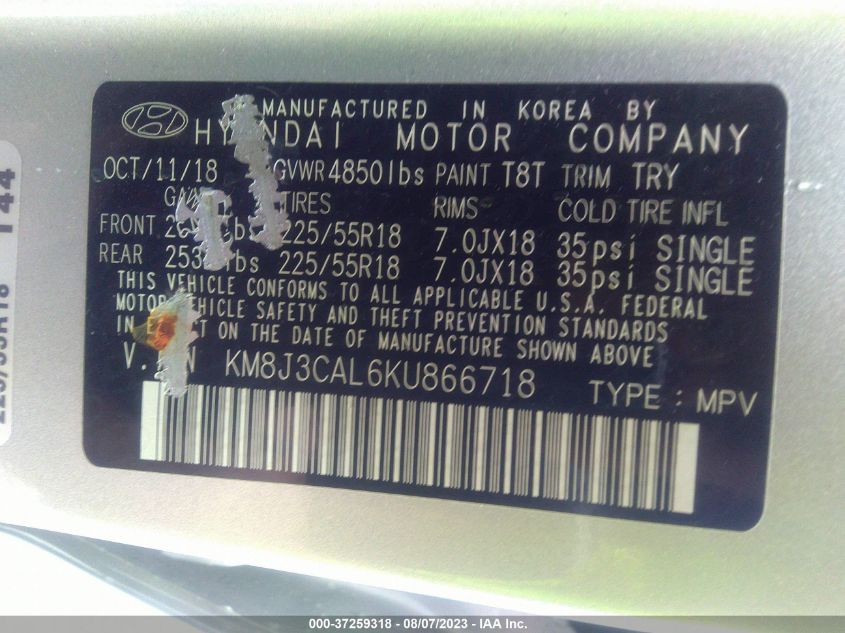 MANUFACTURED IN KOREA BY
HYUNDAI MOTOR COMPANY
OCT/11/18 GVWR 4850lbs PAINT T8T TRIM TRY
TIRES RIMS COLD TIRE INFL
FRONT 225/55R18 7.0JX18 35psi SINGLE
REAR 225/55R18 7.0JX18 35psi SINGLE
THIS VEHICLE CONFORMS TO ALL APPLICABLE U.S.A. FEDERAL
MOTOR VEHICLE SAFETY AND THEFT PREVENTION STANDARDS
IN ON THE DATE OF MANUFACTURE SHOWN ABOVE
KM8J3CAL6KU866718 TYPE : MPV
144
000-37259318 - 08/07/2023 - IAA Inc.